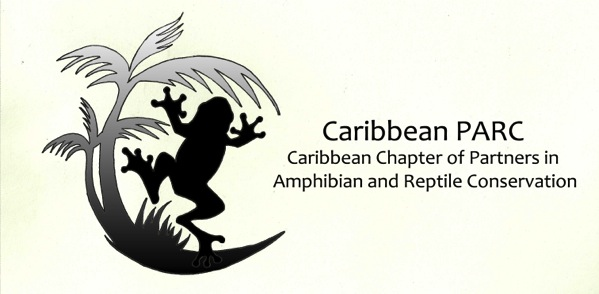 Caribbean PARC
Caribbean Chapter of Partners in
Amphibian and Reptile Conservation